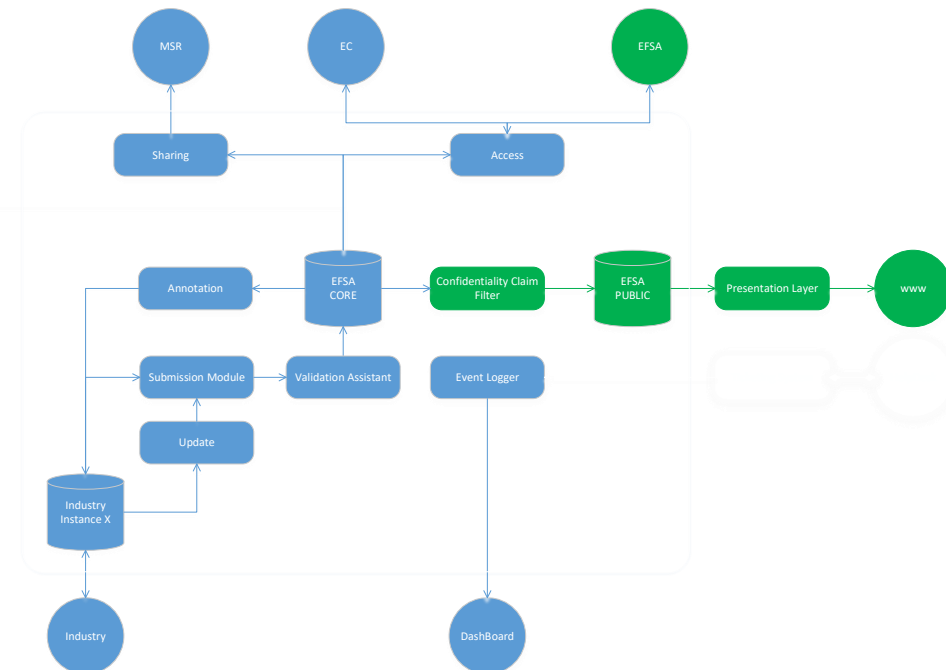 MSR
EC
EFSA
Sharing
Access
Annotation
EFSA
CORE
Confidentiality Claim
Filter
EFSA
PUBLIC
Presentation Layer
www
Submission Module
Validation Assistant
Event Logger
Update
Industry
Instance X
Industry
DashBoard